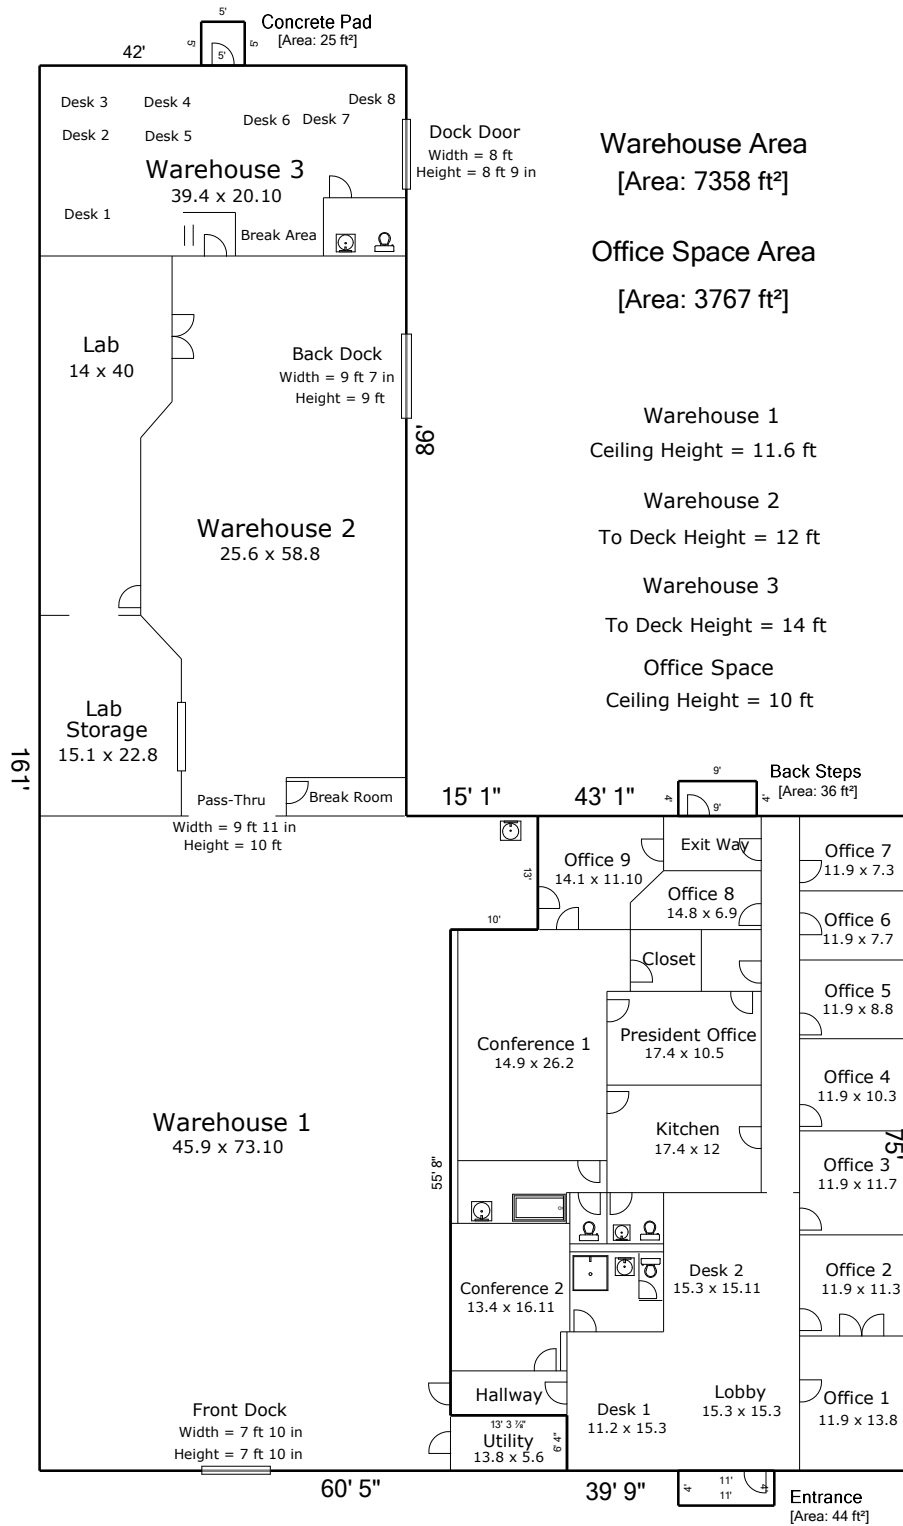 5'
Concrete Pad
[Area: 25 ft²]
5'
5'
5'
42'
Desk 3
Desk 4
Desk 8
Desk 6
Desk 7
Desk 2
Desk 5
Dock Door
Width = 8 ft
Height = 8 ft 9 in
Warehouse 3
39.4 x 20.10
Desk 1
Break Area
Warehouse Area
[Area: 7358 ft²]
Office Space Area
[Area: 3767 ft²]
Lab
14 x 40
Back Dock
Width = 9 ft 7 in
Height = 9 ft
86'
Warehouse 1
Ceiling Height = 11.6 ft
Warehouse 2
To Deck Height = 12 ft
Warehouse 3
To Deck Height = 14 ft
Office Space
Ceiling Height = 10 ft
Warehouse 2
25.6 x 58.8
Lab
Storage
15.1 x 22.8
161'
Pass-Thru
Width = 9 ft 11 in
Height = 10 ft
Break Room
15' 1"
43' 1"
9'
4'
9'
4'
Back Steps
[Area: 36 ft²]
Exit Way
Office 9
14.1 x 11.10
Office 7
11.9 x 7.3
13'
Office 8
14.8 x 6.9
10'
Office 6
11.9 x 7.7
Closet
Office 5
11.9 x 8.8
Conference 1
14.9 x 26.2
President Office
17.4 x 10.5
Office 4
11.9 x 10.3
Warehouse 1
45.9 x 73.10
Kitchen
17.4 x 12
75'
Office 3
11.9 x 11.7
55' 8"
Conference 2
13.4 x 16.11
Desk 2
15.3 x 15.11
Office 2
11.9 x 11.3
Hallway
Lobby
15.3 x 15.3
Office 1
11.9 x 13.8
Desk 1
11.2 x 15.3
Front Dock
Width = 7 ft 10 in
Height = 7 ft 10 in
13' 3 ⅞"
Utility
13.8 x 5.6
6' 4"
60' 5"
39' 9"
4'
11'
11'
4'
Entrance
[Area: 44 ft²]